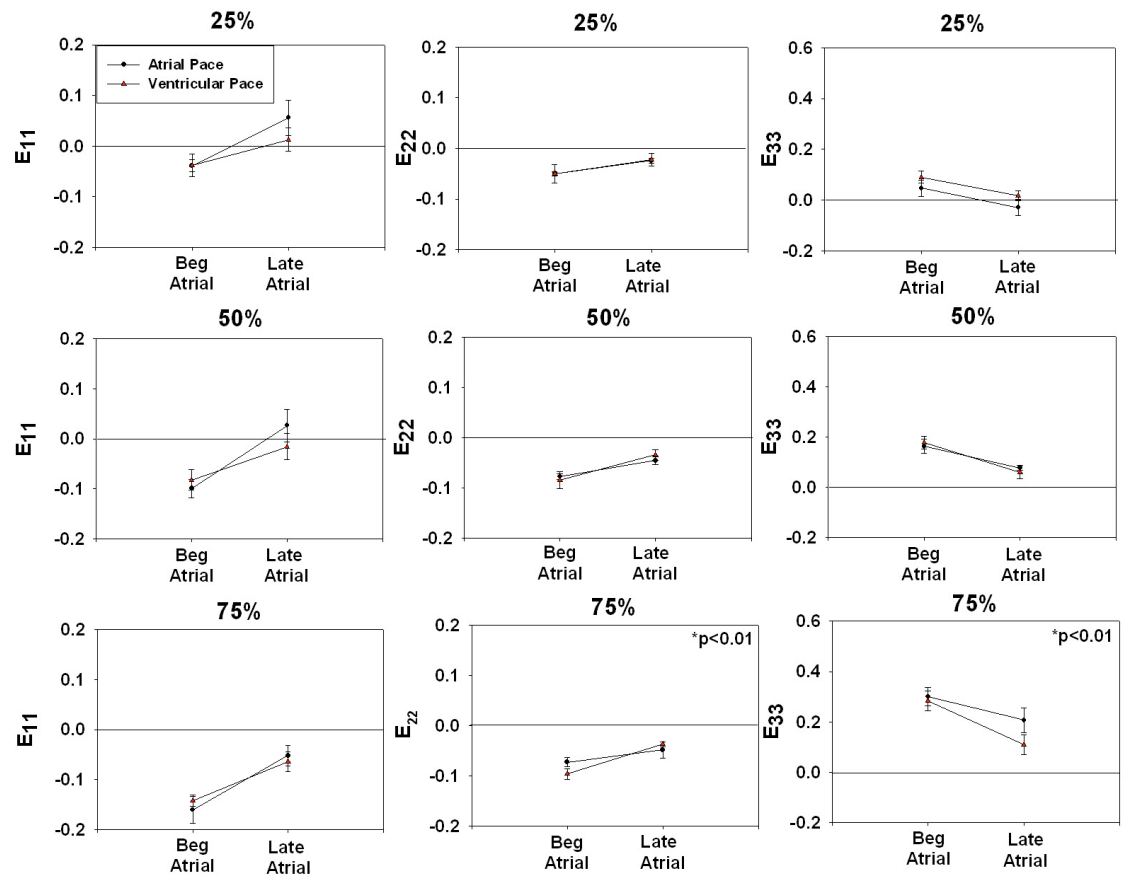 25%
0.2
0.1
0.0
-0.1
-0.2
E11
Atrial Pace
Ventricular Pace
Beg
Atrial
Late
Atrial
25%
0.2
0.1
0.0
-0.1
-0.2
E22
Beg
Atrial
Late
Atrial
25%
0.6
0.4
0.2
0.0
-0.2
E33
Beg
Atrial
Late
Atrial
50%
0.2
0.1
0.0
-0.1
-0.2
E11
Beg
Atrial
Late
Atrial
50%
0.2
0.1
0.0
-0.1
-0.2
E22
Beg
Atrial
Late
Atrial
50%
0.6
0.4
0.2
0.0
-0.2
E33
Beg
Atrial
Late
Atrial
75%
0.2
0.1
0.0
-0.1
-0.2
E11
Beg
Atrial
Late
Atrial
75%
0.2
0.1
0.0
-0.1
-0.2
E22
*p<0.01
Beg
Atrial
Late
Atrial
75%
0.6
0.4
0.2
0.0
-0.2
E33
*p<0.01
Beg
Atrial
Late
Atrial